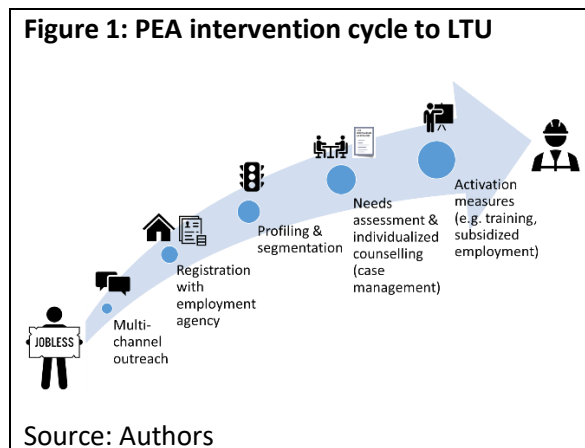 Figure 1: PEA intervention cycle to LTU
JOBLESS
Multi-
channel
outreach
Registration
with
employment
agency
Profiling &
segmentation
Needs
assessment &
individualized
counselling
(case
management)
Activation
measures
(e.g. training,
subsidized
employment)
Source: Authors